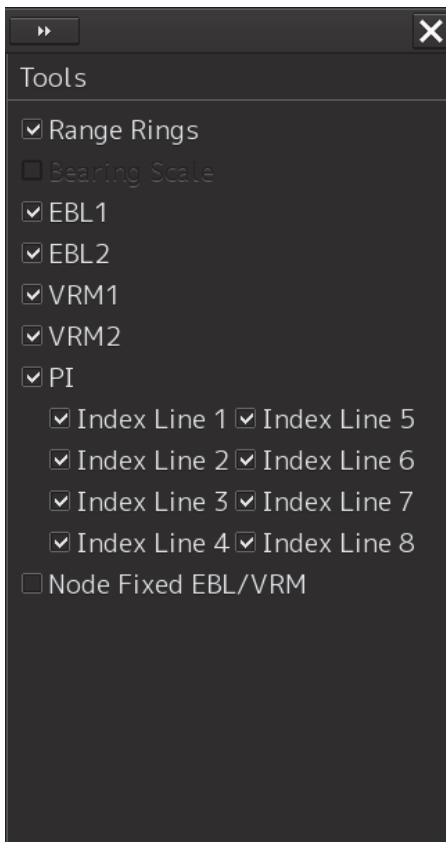 Tools
Range Rings
Bearing Scale
EBL1
EBL2
VRM1
VRM2
PI
Index Line 1 Index Line 5
Index Line 2 Index Line 6
Index Line 3 Index Line 7
Index Line 4 Index Line 8
Node Fixed EBL/VRM